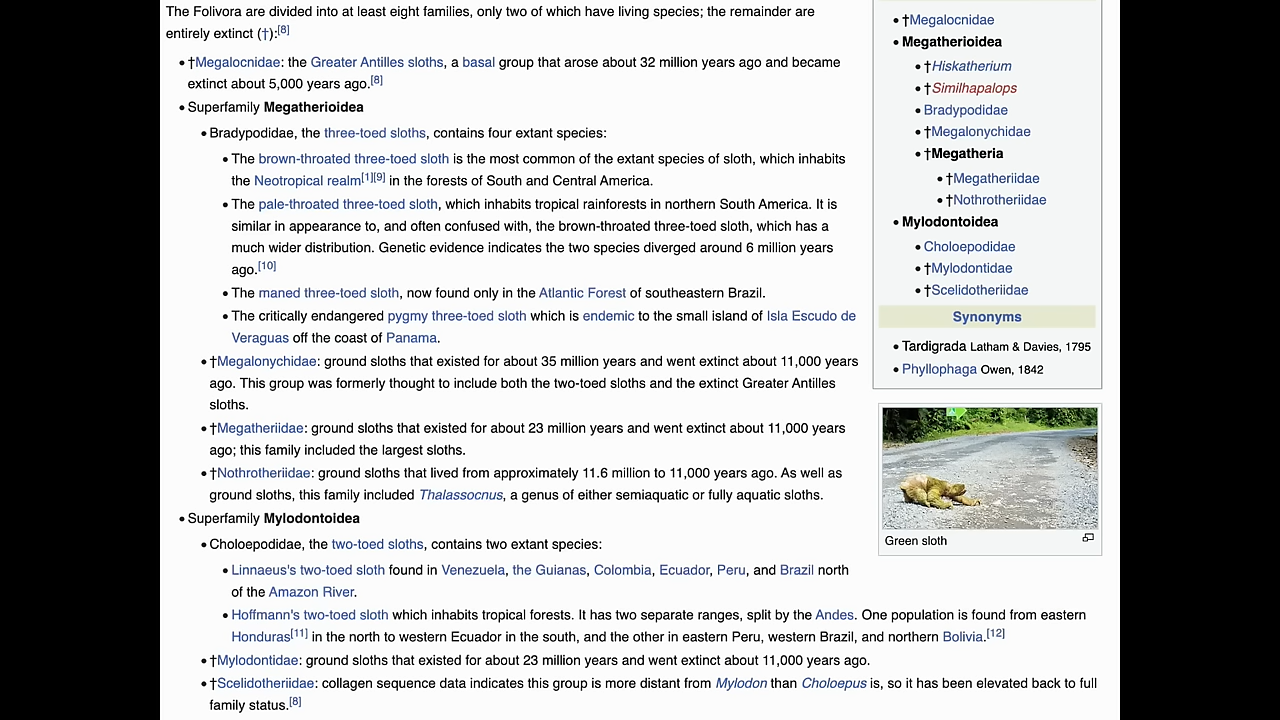 The Folivora are divided into at least eight families, only two of which have living species; the remainder are
entirely extinct (†):[8]
• †Megalocnidae: the Greater Antilles sloths, a basal group that arose about 32 million years ago and became
extinct about 5,000 years ago.[8]
• Superfamily Megatherioidea
• Bradypodidae, the three-toed sloths, contains four extant species:
• The brown-throated three-toed sloth is the most common of the extant species of sloth, which inhabits
the Neotropical realm[1][9] in the forests of South and Central America.
• The pale-throated three-toed sloth, which inhabits tropical rainforests in northern South America. It is
similar in appearance to, and often confused with, the brown-throated three-toed sloth, which has a
much wider distribution. Genetic evidence indicates the two species diverged around 6 million years
ago.[10]
• The maned three-toed sloth, now found only in the Atlantic Forest of southeastern Brazil.
• The critically endangered pygmy three-toed sloth which is endemic to the small island of Isla Escudo de
Veraguas off the coast of Panama.
• †Megalonychidae: ground sloths that existed for about 35 million years and went extinct about 11,000 years
ago. This group was formerly thought to include both the two-toed sloths and the extinct Greater Antilles
sloths.
• †Megatheriidae: ground sloths that existed for about 23 million years and went extinct about 11,000 years
ago; this family included the largest sloths.
• †Nothrotheriidae: ground sloths that lived from approximately 11.6 million to 11,000 years ago. As well as
ground sloths, this family included Thalassocnus, a genus of either semiaquatic or fully aquatic sloths.
• Superfamily Mylodontoidea
• Choloepodidae, the two-toed sloths, contains two extant species:
• Linnaeus's two-toed sloth found in Venezuela, the Guianas, Colombia, Ecuador, Peru, and Brazil north
of the Amazon River.
• Hoffmann's two-toed sloth which inhabits tropical forests. It has two separate ranges, split by the Andes. One population is found from eastern
Honduras[11] in the north to western Ecuador in the south, and the other in eastern Peru, western Brazil, and northern Bolivia.[12]
• †Mylodontidae: ground sloths that existed for about 23 million years and went extinct about 11,000 years ago.
• †Scelidotheriidae: collagen sequence data indicates this group is more distant from Mylodon than Choloepus is, so it has been elevated back to full
family status.[8]
• †Megalocnidae
• Megatherioidea
• †Hiskatherium
• †Similhapalops
• Bradypodidae
• †Megalonychidae
• †Megatheria
• †Megatheriidae
• †Nothrotheriidae
• Mylodontoidea
• Choloepodidae
• †Mylodontidae
• †Scelidotheriidae
Synonyms
• Tardigrada Latham & Davies, 1795
• Phyllophaga Owen, 1842
Green sloth